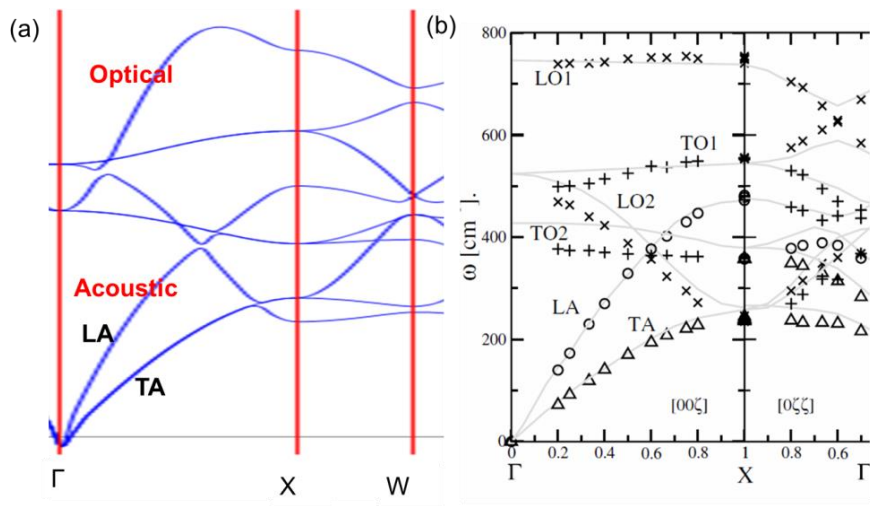 (a)
Optical
Acoustic
LA
TA
Γ
X
W
(b)
800
600
400
200
0
ω [cm⁻¹].
LO1
TO1
LO2
TO2
LA
TA
[00ζ]
[0ζζ]
0 0.2 0.4 0.6 0.8 1 0.8 0.6
Γ X Γ